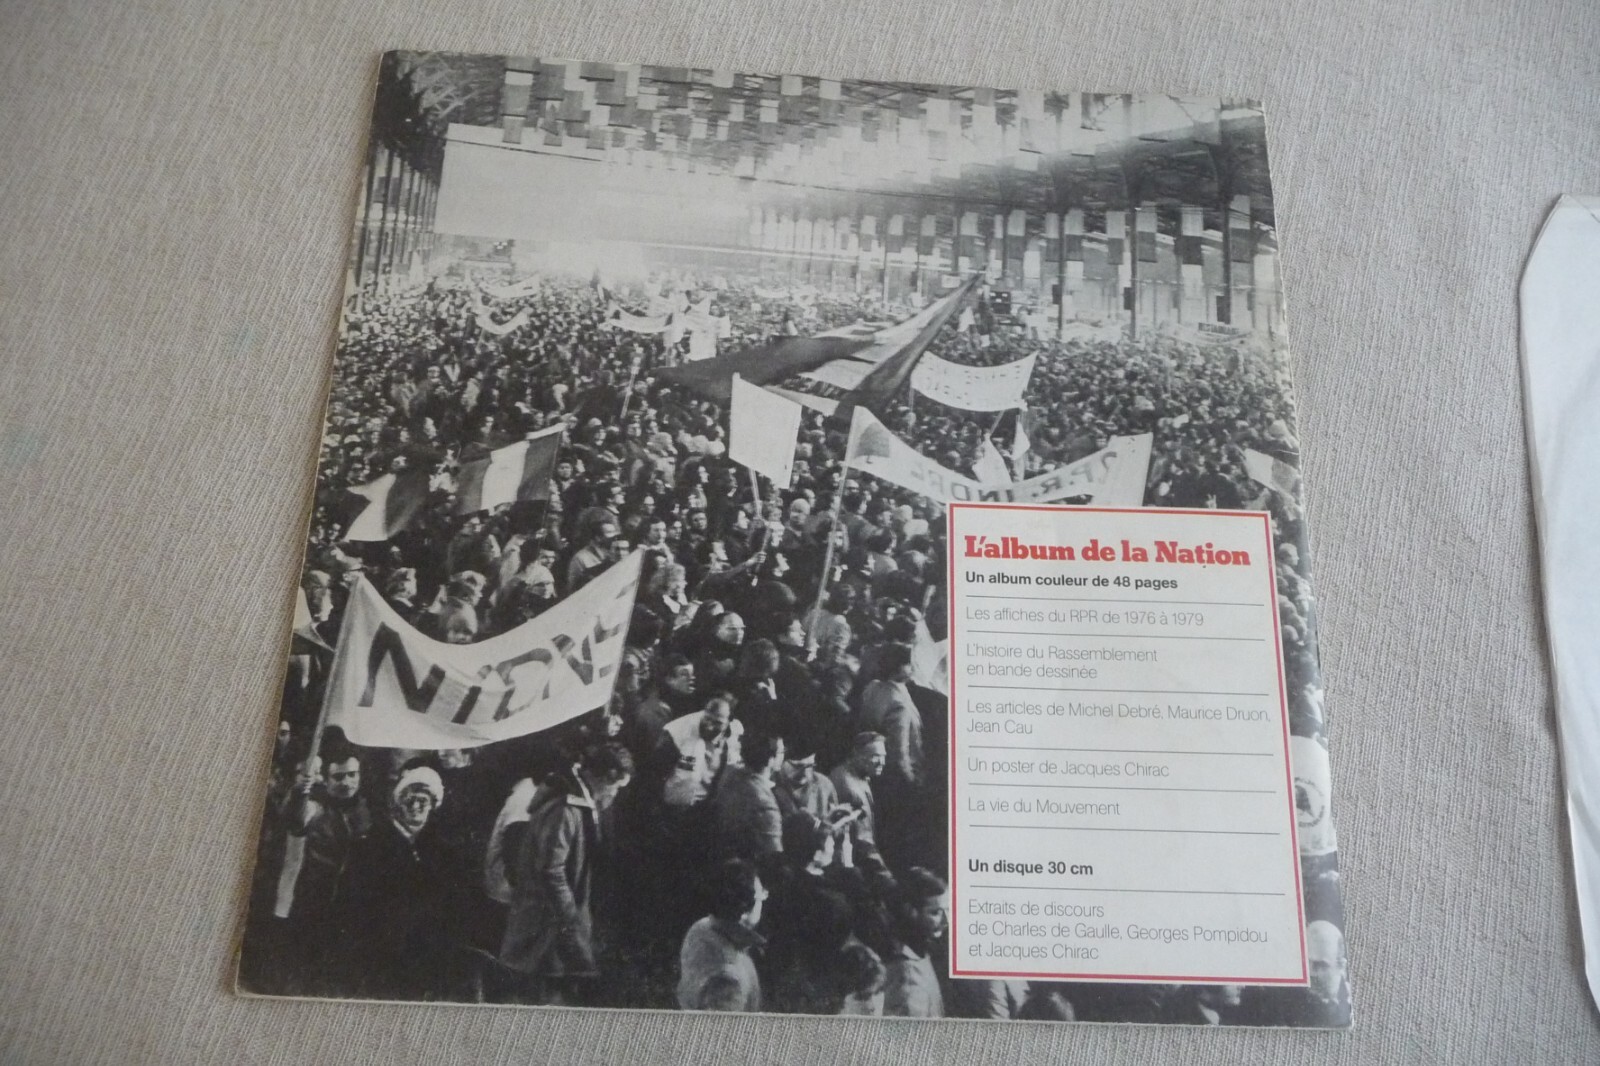 R.P.R. INDRE
L'album de la Nation
Un album couleur de 48 pages
Les affiches du RPR de 1976 à 1979
L'histoire du Rassemblement
en bande dessinée
Les articles de Michel Debré, Maurice Druon,
Jean Cau
Un poster de Jacques Chirac
La vie du Mouvement
Un disque 30 cm
Extraits de discours
de Charles de Gaulle, Georges Pompidou
et Jacques Chirac